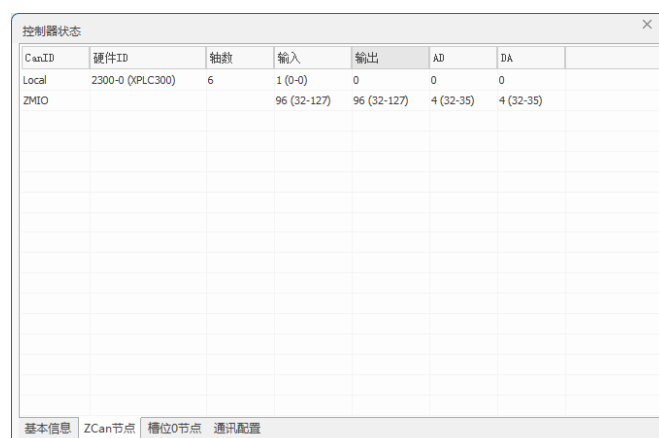 控制器状态
CanID 硬件ID 轴数 输入 输出 AD DA
Local 2300-0 (XPLC300) 6 1 (0-0) 0 0 0
ZMIO 96 (32-127) 96 (32-127) 4 (32-35) 4 (32-35)
基本信息 ZCan节点 槽位0节点 通讯配置